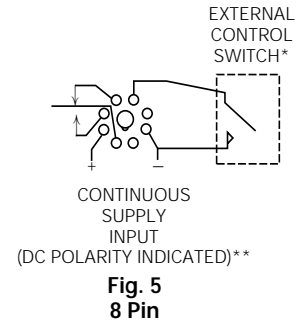 EXTERNAL
CONTROL
SWITCH*
+ –
CONTINUOUS
SUPPLY
INPUT
(DC POLARITY INDICATED)**
Fig. 5
8 Pin